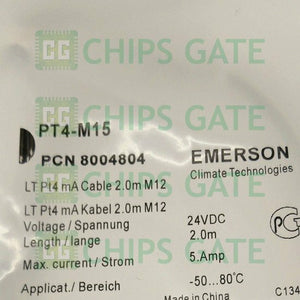 CHIPS GATE
PT4-M15
PCN 8004804
EMERSON
Climate Technologies
LT Pt4 mA Cable 2.0m M12
LT Pt4 mA Kabel 2.0m M12
Voltage / Spannung 24VDC
Length / lange 2.0m
Max. current / Strom 5.Amp
Applicat./ Bereich -50...80°C
in CHINA
C134